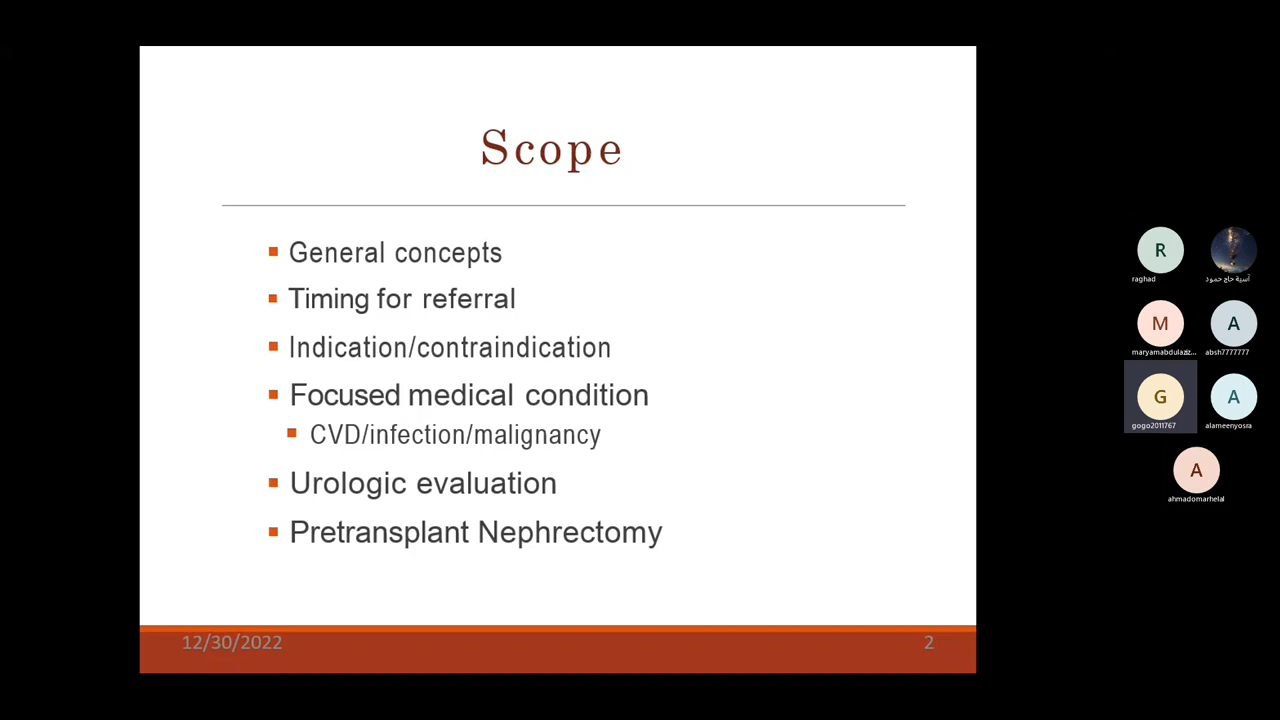 Scope
General concepts
Timing for referral
Indication/contraindication
Focused medical condition
CVD/infection/malignancy
Urologic evaluation
Pretransplant Nephrectomy
12/30/2022
2
R
raghad
آسية حاج حمود
M
maryamabdulaziz...
A
absh7777777
G
gogo2011767
A
alameenyosra
A
ahmadomarhelal